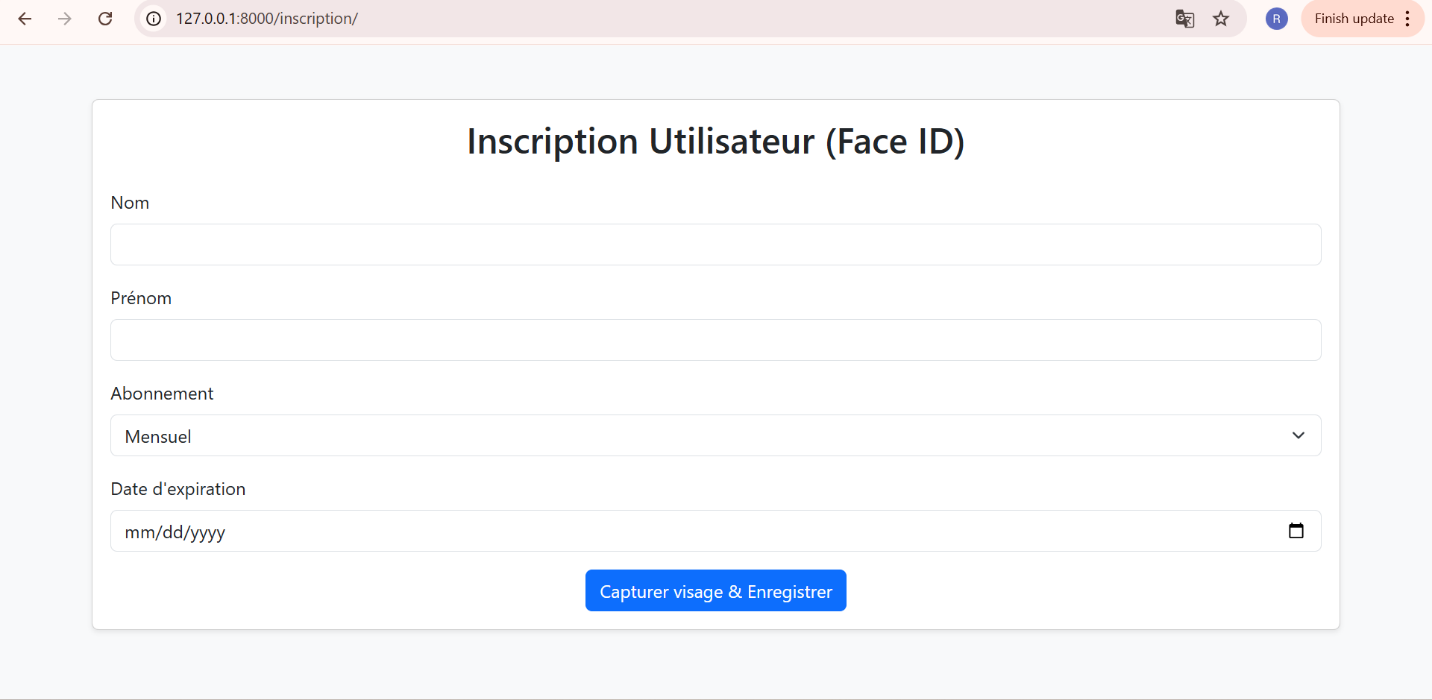 127.0.0.1:8000/inscription/
R
Finish update
Inscription Utilisateur (Face ID)
Nom
Prénom
Abonnement
Mensuel
Date d'expiration
mm/dd/yyyy
Capturer visage & Enregistrer